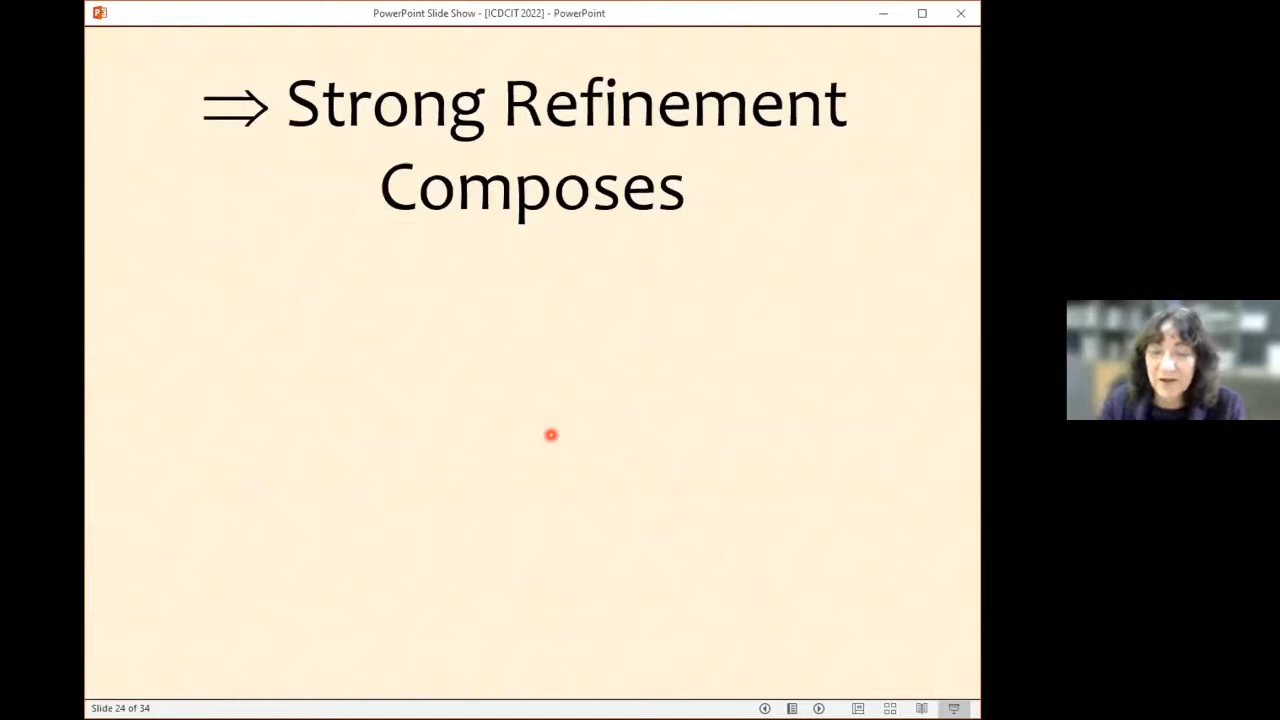 PowerPoint Slide Show - [ICDCIT 2022] - PowerPoint
⇒ Strong Refinement
Composes
Slide 24 of 34